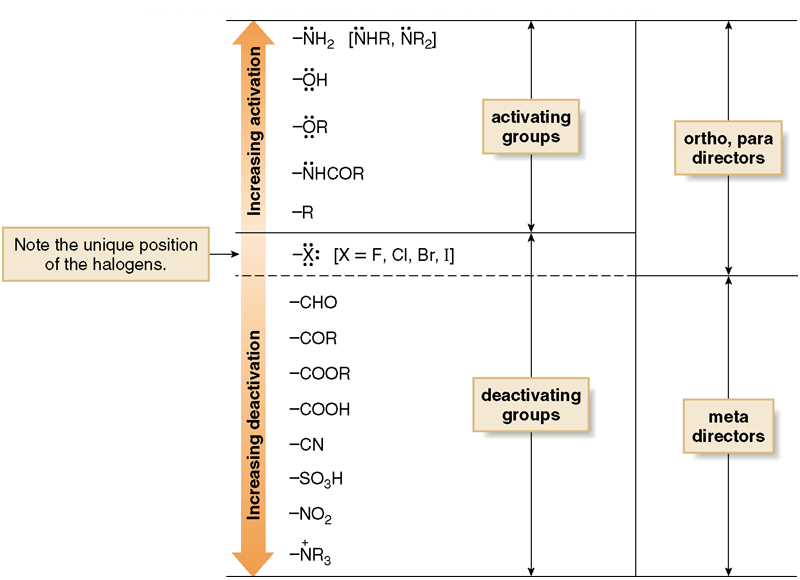 Increasing activation
Increasing deactivation
–N̈H₂ [N̈HR, N̈R₂]
–ÖH
–ÖR
–N̈HCOR
–R
Note the unique position
of the halogens.
–Ẍ: [X = F, Cl, Br, I]
–CHO
–COR
–COOR
–COOH
–CN
–SO₃H
–NO₂
–N⁺R₃
activating
groups
deactivating
groups
ortho, para
directors
meta
directors